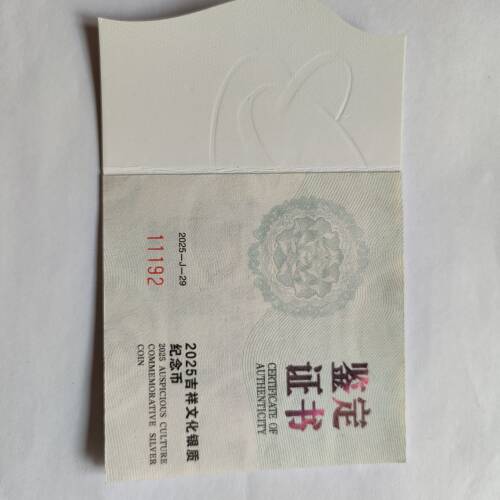 鉴定
证书
CERTIFICATE OF
AUTHENTICITY
2025吉祥文化银质
纪念币
2025 AUSPICIOUS CULTURE
COMMEMORATIVE SILVER
COIN
2025—J—29
11192